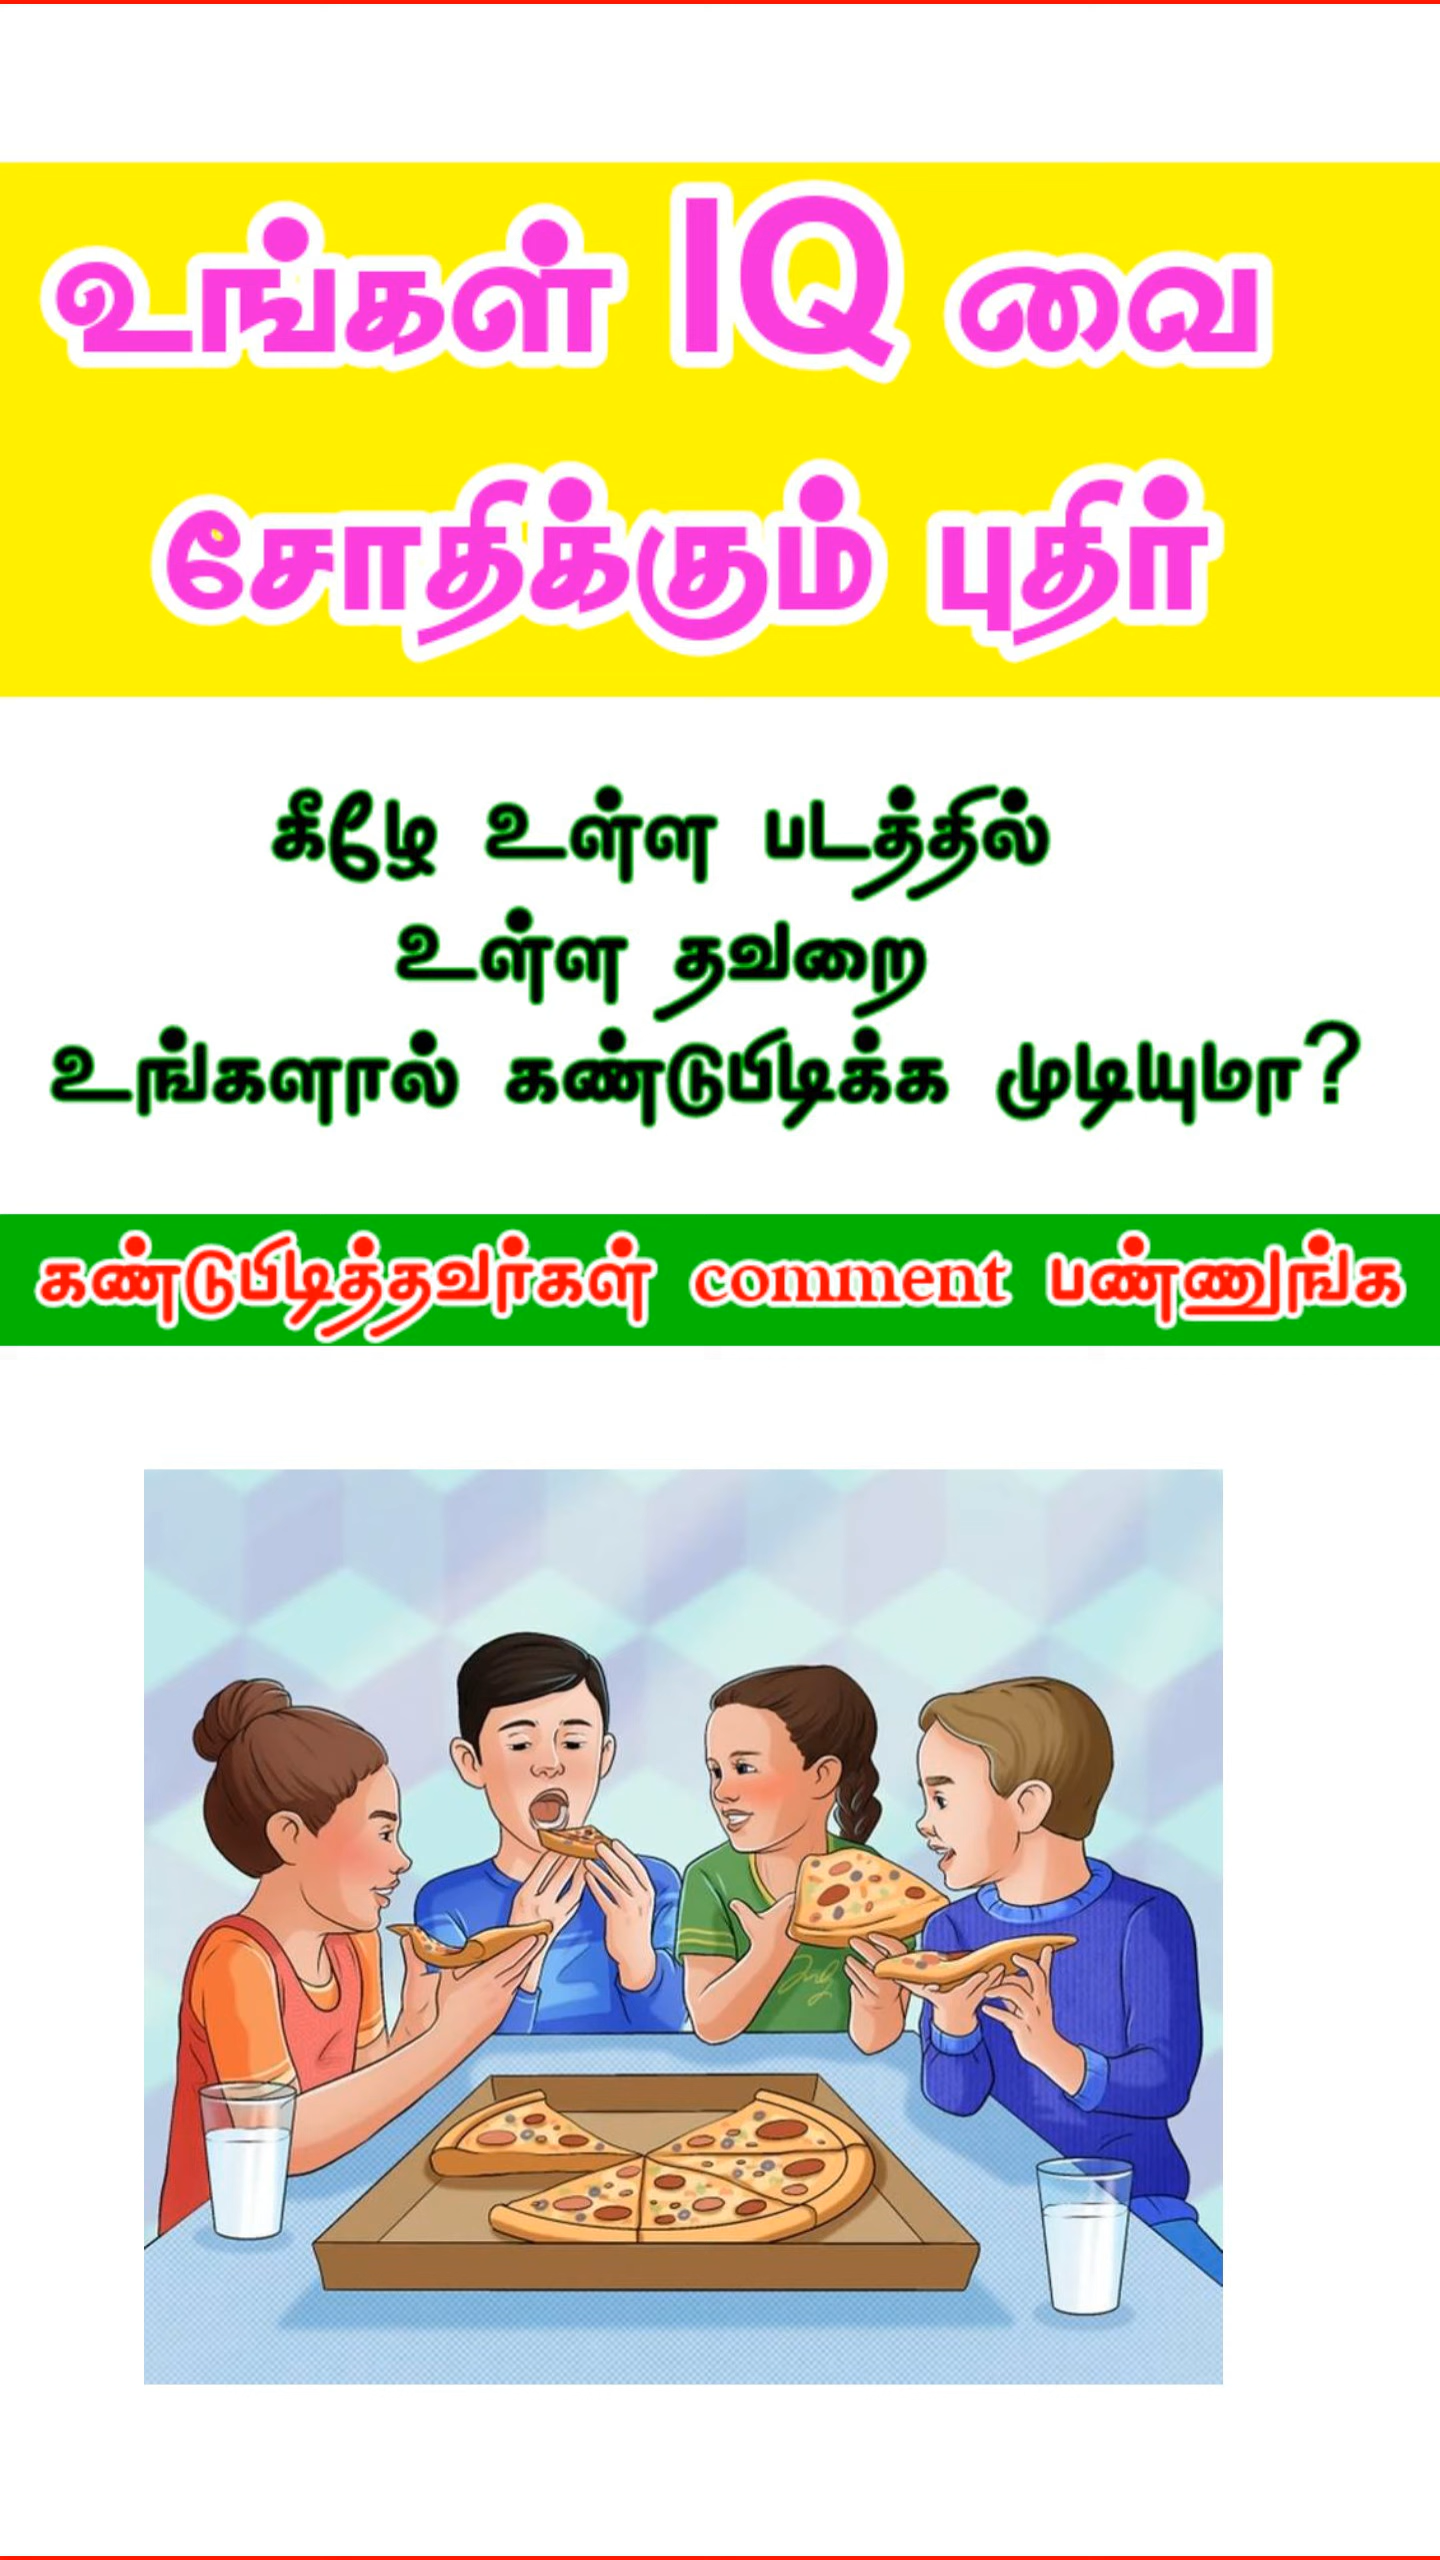 உங்கள் IQ வை
சோதிக்கும் புதிர்
கீழே உள்ள படத்தில்
உள்ள தவறை
உங்களால் கண்டுபிடிக்க முடியுமா?
கண்டுபிடித்தவர்கள் comment பண்ணுங்க